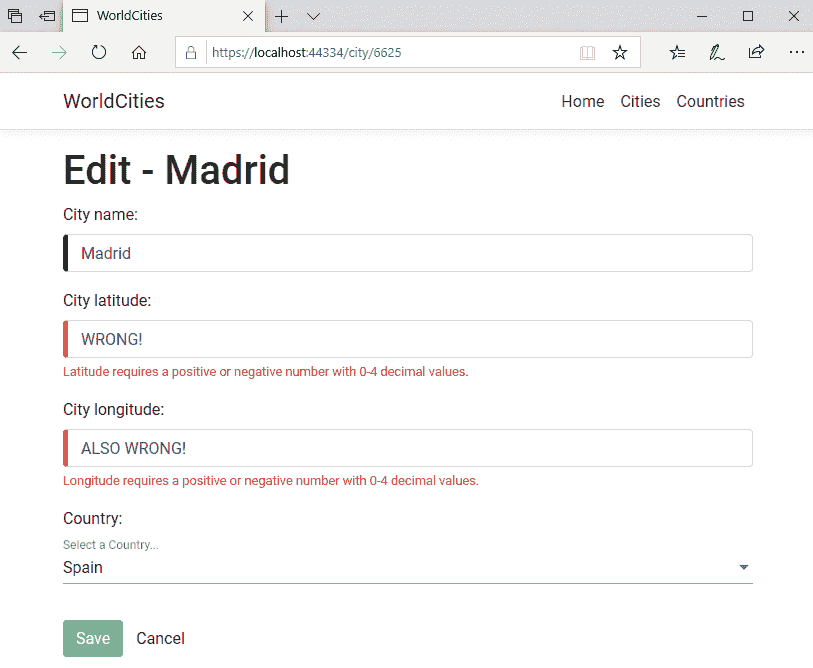 WorldCities
https://localhost:44334/city/6625
WorldCities Home Cities Countries
Edit - Madrid
City name:
Madrid
City latitude:
WRONG!
Latitude requires a positive or negative number with 0-4 decimal values.
City longitude:
ALSO WRONG!
Longitude requires a positive or negative number with 0-4 decimal values.
Country:
Select a Country...
Spain
Save Cancel